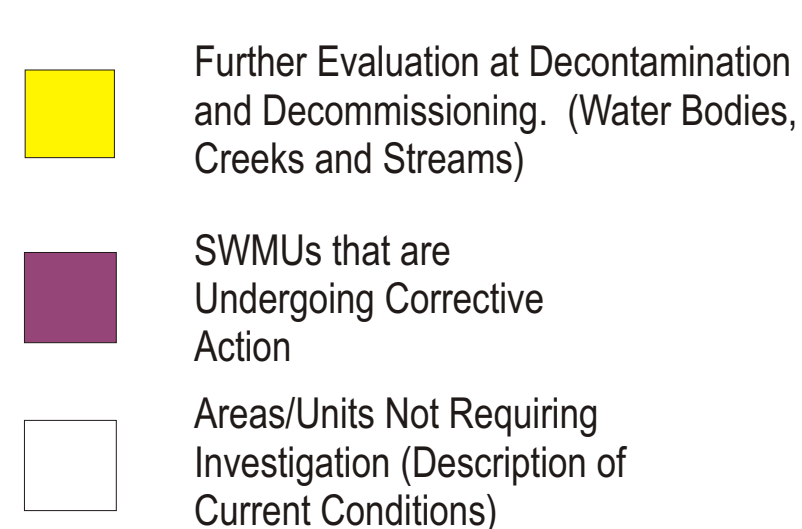 Further Evaluation at Decontamination
and Decommissioning.  (Water Bodies,
Creeks and Streams)
SWMUs that are
Undergoing Corrective
Action
Areas/Units Not Requiring
Investigation (Description of
Current Conditions)